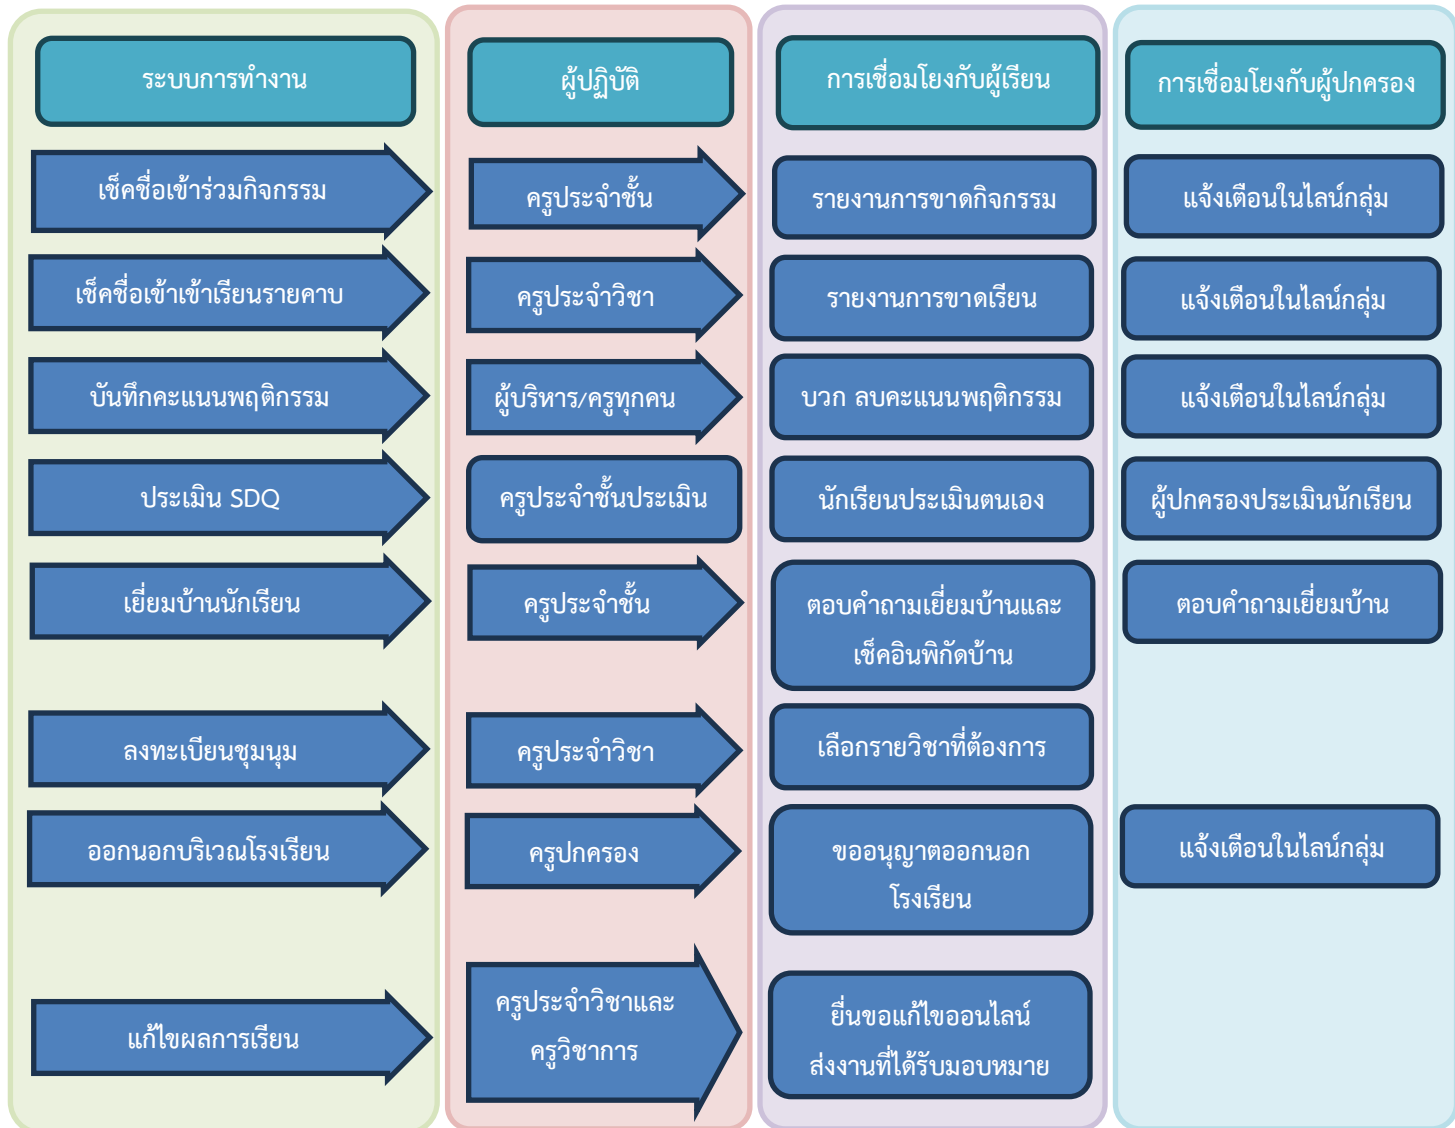 ระบบการทำงาน
ผู้ปฏิบัติ
การเชื่อมโยงกับผู้เรียน
การเชื่อมโยงกับผู้ปกครอง
เช็คชื่อเข้าร่วมกิจกรรม
ครูประจำชั้น
รายงานการขาดกิจกรรม
แจ้งเตือนในไลน์กลุ่ม
เช็คชื่อเข้าเข้าเรียนรายคาบ
ครูประจำวิชา
รายงานการขาดเรียน
แจ้งเตือนในไลน์กลุ่ม
บันทึกคะแนนพฤติกรรม
ผู้บริหาร/ครูทุกคน
บวก ลบคะแนนพฤติกรรม
แจ้งเตือนในไลน์กลุ่ม
ประเมิน SDQ
ครูประจำชั้นประเมิน
นักเรียนประเมินตนเอง
ผู้ปกครองประเมินนักเรียน
เยี่ยมบ้านนักเรียน
ครูประจำชั้น
ตอบคำถามเยี่ยมบ้านและ
เช็คอินพิกัดบ้าน
ตอบคำถามเยี่ยมบ้าน
ลงทะเบียนชุมนุม
ครูประจำวิชา
เลือกรายวิชาที่ต้องการ
ออกนอกบริเวณโรงเรียน
ครูปกครอง
ขออนุญาตออกนอก
โรงเรียน
แจ้งเตือนในไลน์กลุ่ม
แก้ไขผลการเรียน
ครูประจำวิชาและ
ครูวิชาการ
ยื่นขอแก้ไขออนไลน์
ส่งงานที่ได้รับมอบหมาย